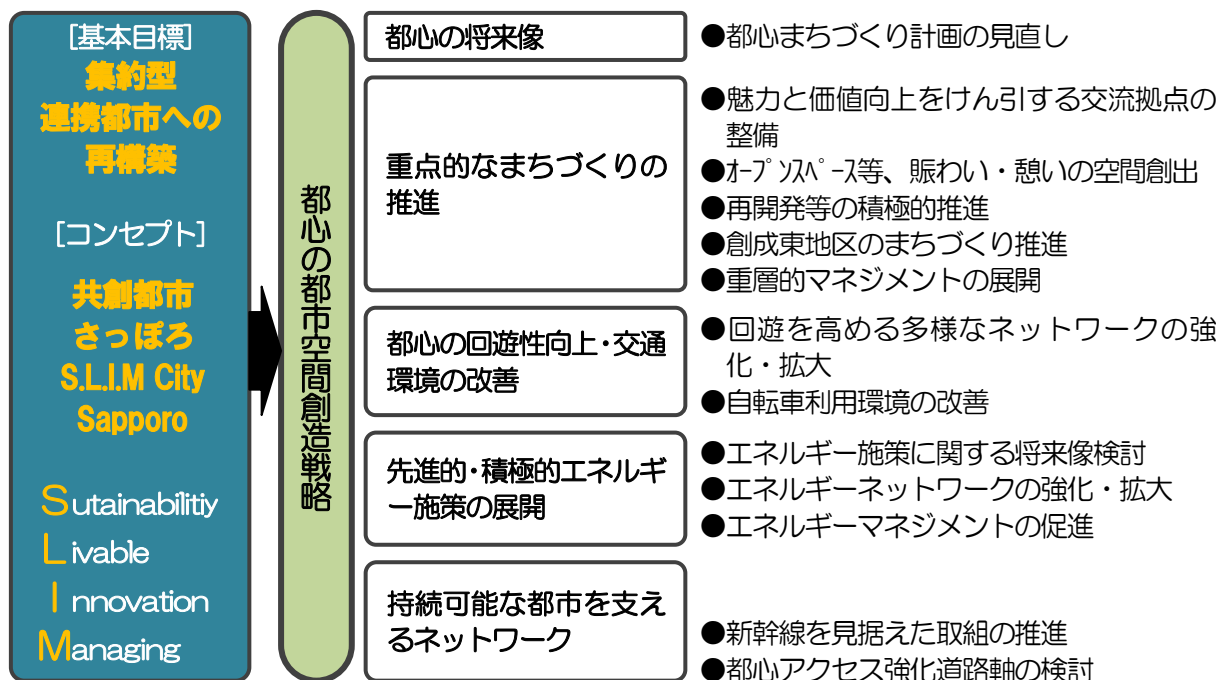 [基本目標]
集約型
連携都市への
再構築
[コンセプト]
共創都市
さっぽろ
S.L.I.M City
Sapporo
Sutainabilitiy
Livable
Innovation
Managing
都心の都市空間創造戦略
都心の将来像
●都心まちづくり計画の見直し
重点的なまちづくりの
推進
●魅力と価値向上をけん引する交流拠点の
整備
●ｵｰﾌﾟﾝｽﾍﾟｰｽ等、賑わい・憩いの空間創出
●再開発等の積極的推進
●創成東地区のまちづくり推進
●重層的マネジメントの展開
都心の回遊性向上・交通
環境の改善
●回遊を高める多様なネットワークの強
化・拡大
●自転車利用環境の改善
先進的・積極的エネルギ
ー施策の展開
●エネルギー施策に関する将来像検討
●エネルギーネットワークの強化・拡大
●エネルギーマネジメントの促進
持続可能な都市を支え
るネットワーク
●新幹線を見据えた取組の推進
●都心アクセス強化道路軸の検討